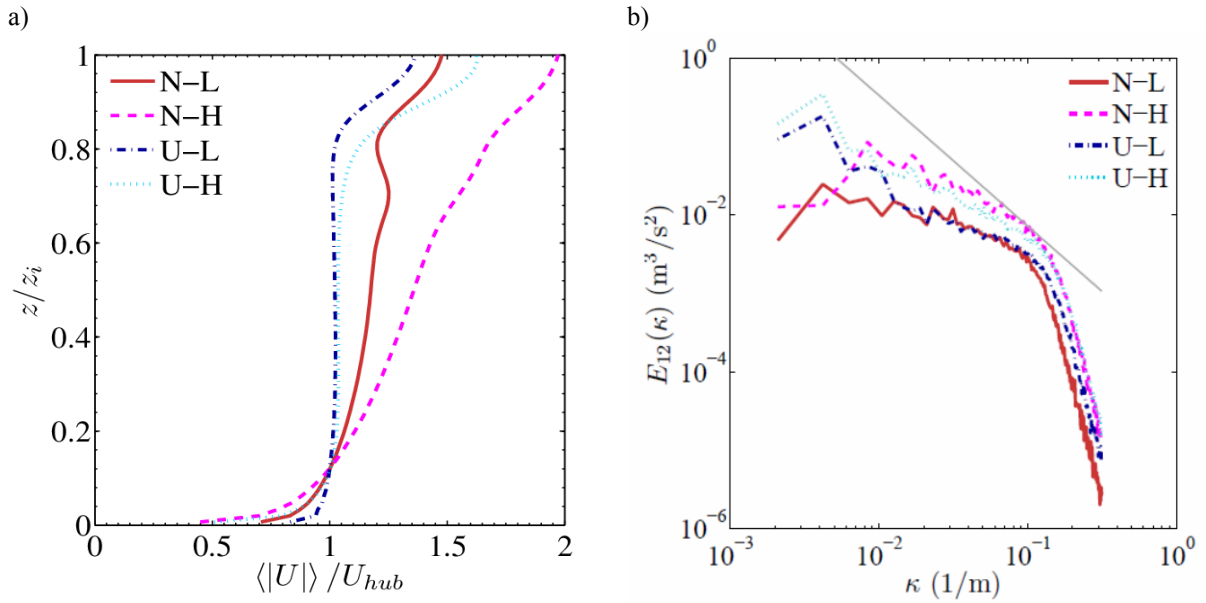 a)
1
0.8
0.6
0.4
0.2
0
z/z_i
N−L
N−H
U−L
U−H
0
0.5
1
1.5
2
⟨|U|⟩ /U_hub
b)
10^0
10^−2
10^−4
10^−6
E_12(κ) (m^3/s^2)
N−L
N−H
U−L
U−H
10^−3
10^−2
10^−1
10^0
κ (1/m)